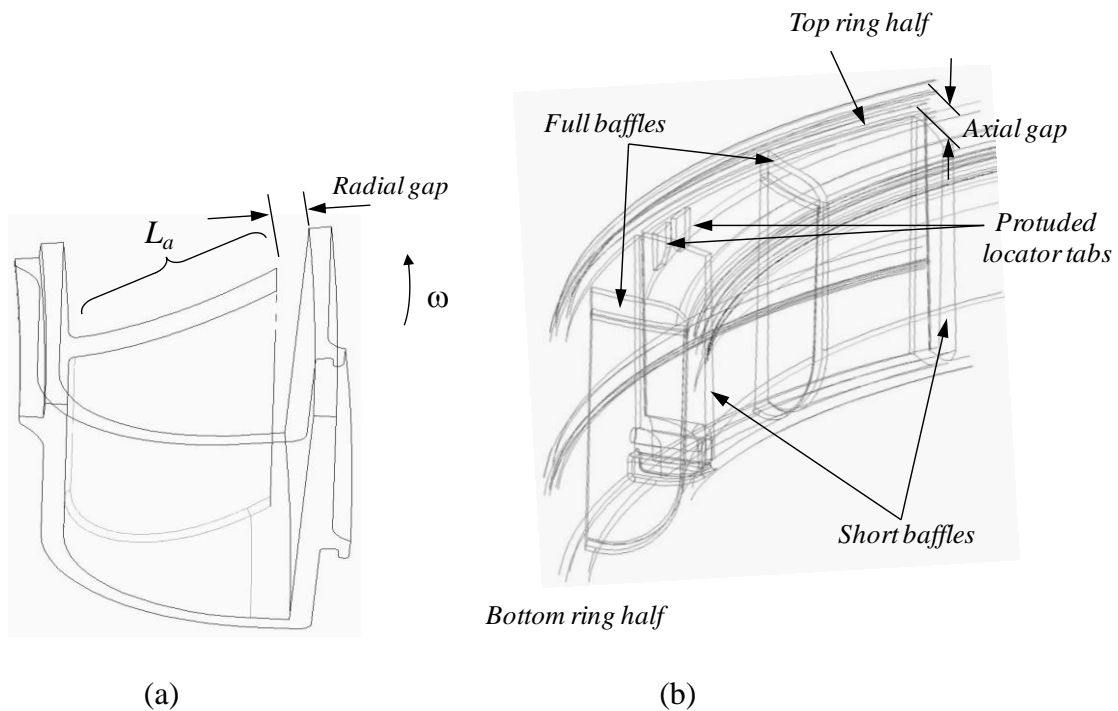 Radial gap
L_a
ω
(a)
Top ring half
Full baffles
Axial gap
Protuded
locator tabs
Short baffles
Bottom ring half
(b)